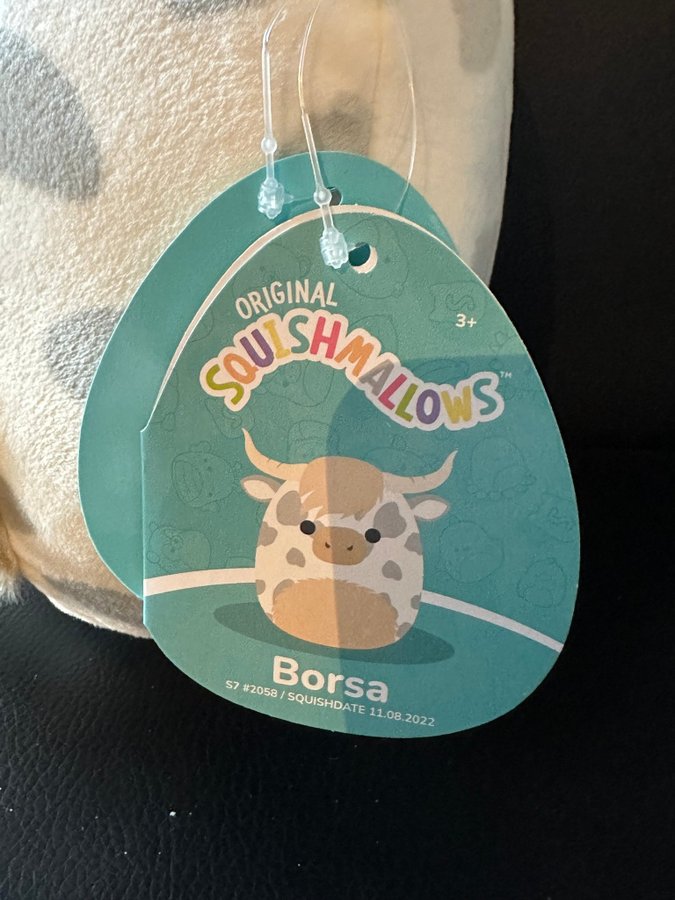 ORIGINAL
SQUISHMALLOWS™
3+
Borsa
S7 #2058 / SQUISHDATE 11.08.2022